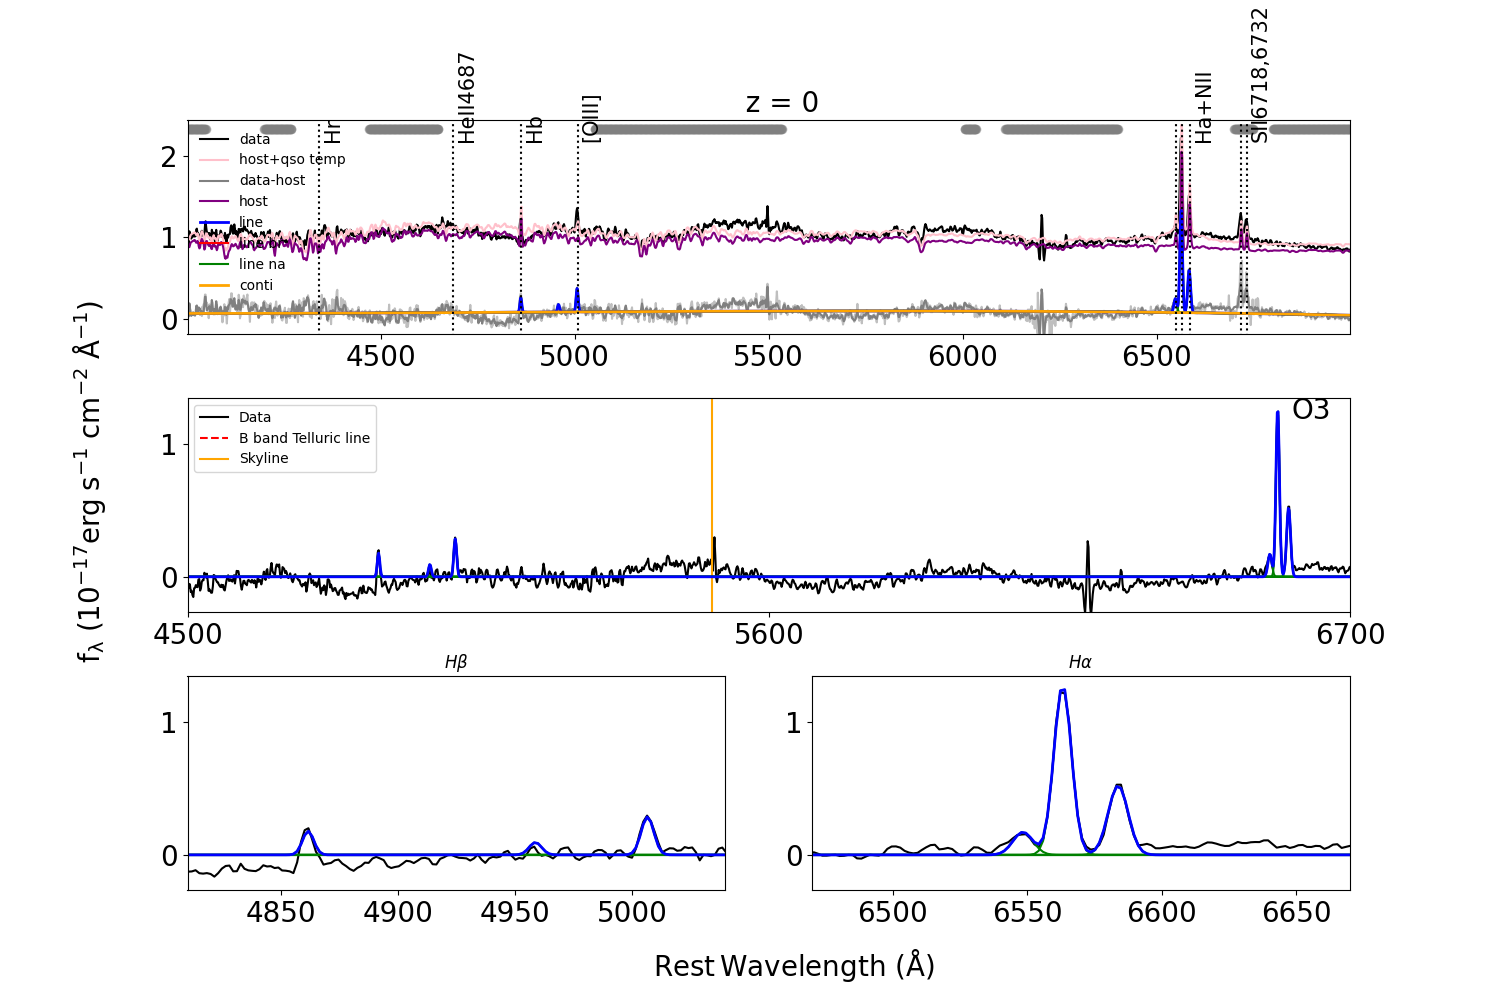 z = 0
Hr
HeII4687
Hb
[OIII]
Ha+NII
SII6718,6732
data
host+qso temp
data-host
host
line
line na
conti
2
1
0
4500
5000
5500
6000
6500
f_λ (10^−17 erg s^−1 cm^−2 Å^−1)
Data
B band Telluric line
Skyline
O3
1
0
4500
5600
6700
Hβ
1
0
4850
4900
4950
5000
Hα
1
0
6500
6550
6600
6650
Rest Wavelength (Å)